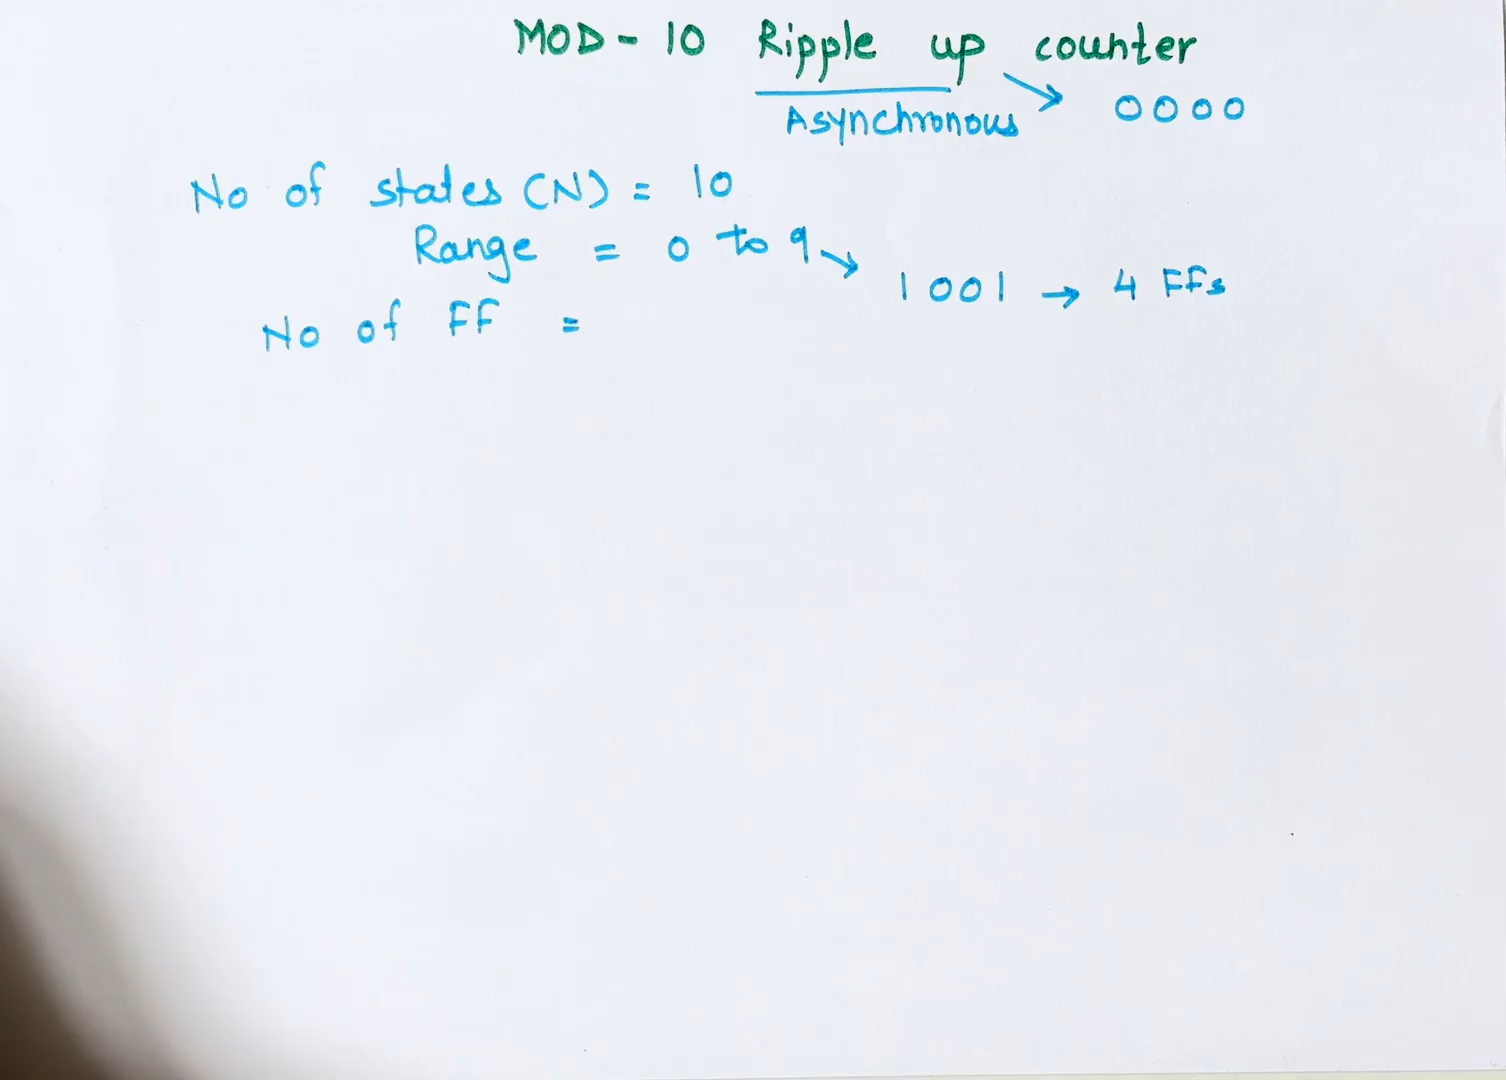 MOD - 10 Ripple up counter
Asynchronous → 0000
No of states (N) = 10
Range = 0 to 9 → 1001 → 4 FFs
No of FF =